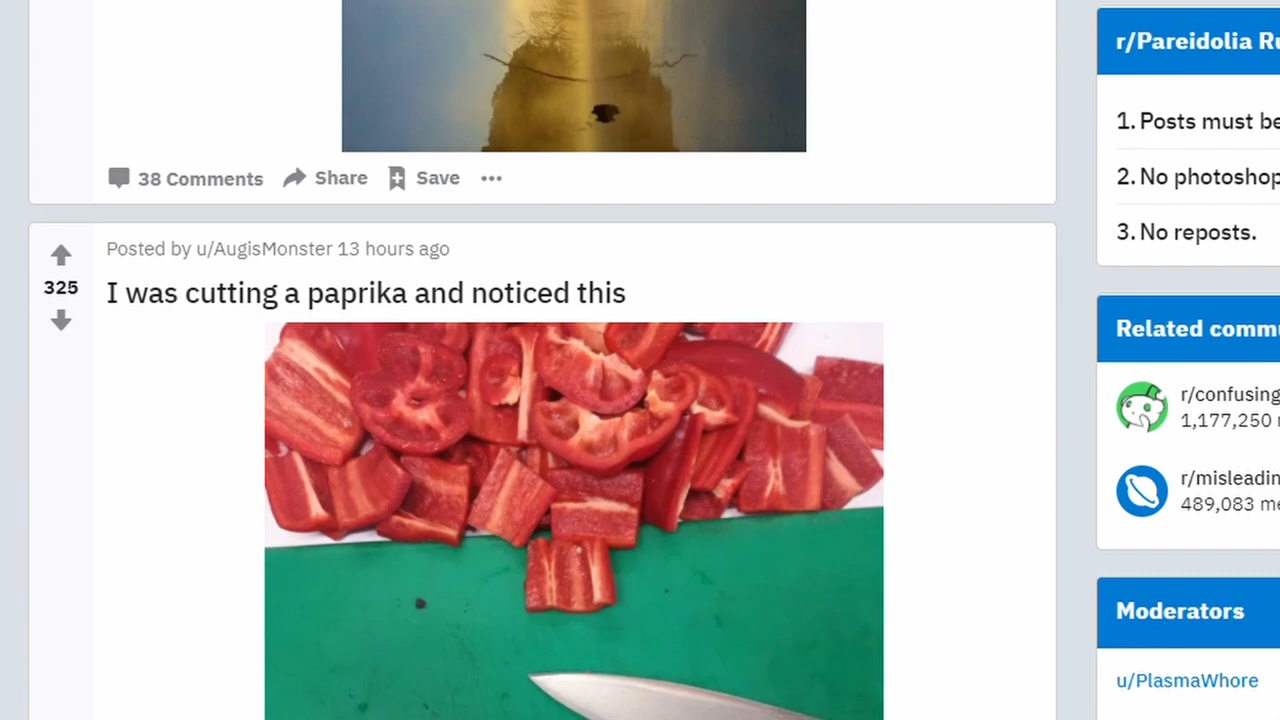 38 Comments Share Save
Posted by u/AugisMonster 13 hours ago
325
I was cutting a paprika and noticed this
r/Pareidolia Ru
1. Posts must be
2. No photoshop
3. No reposts.
Related commu
r/confusing
1,177,250 m
r/misleadin
489,083 me
Moderators
u/PlasmaWhore